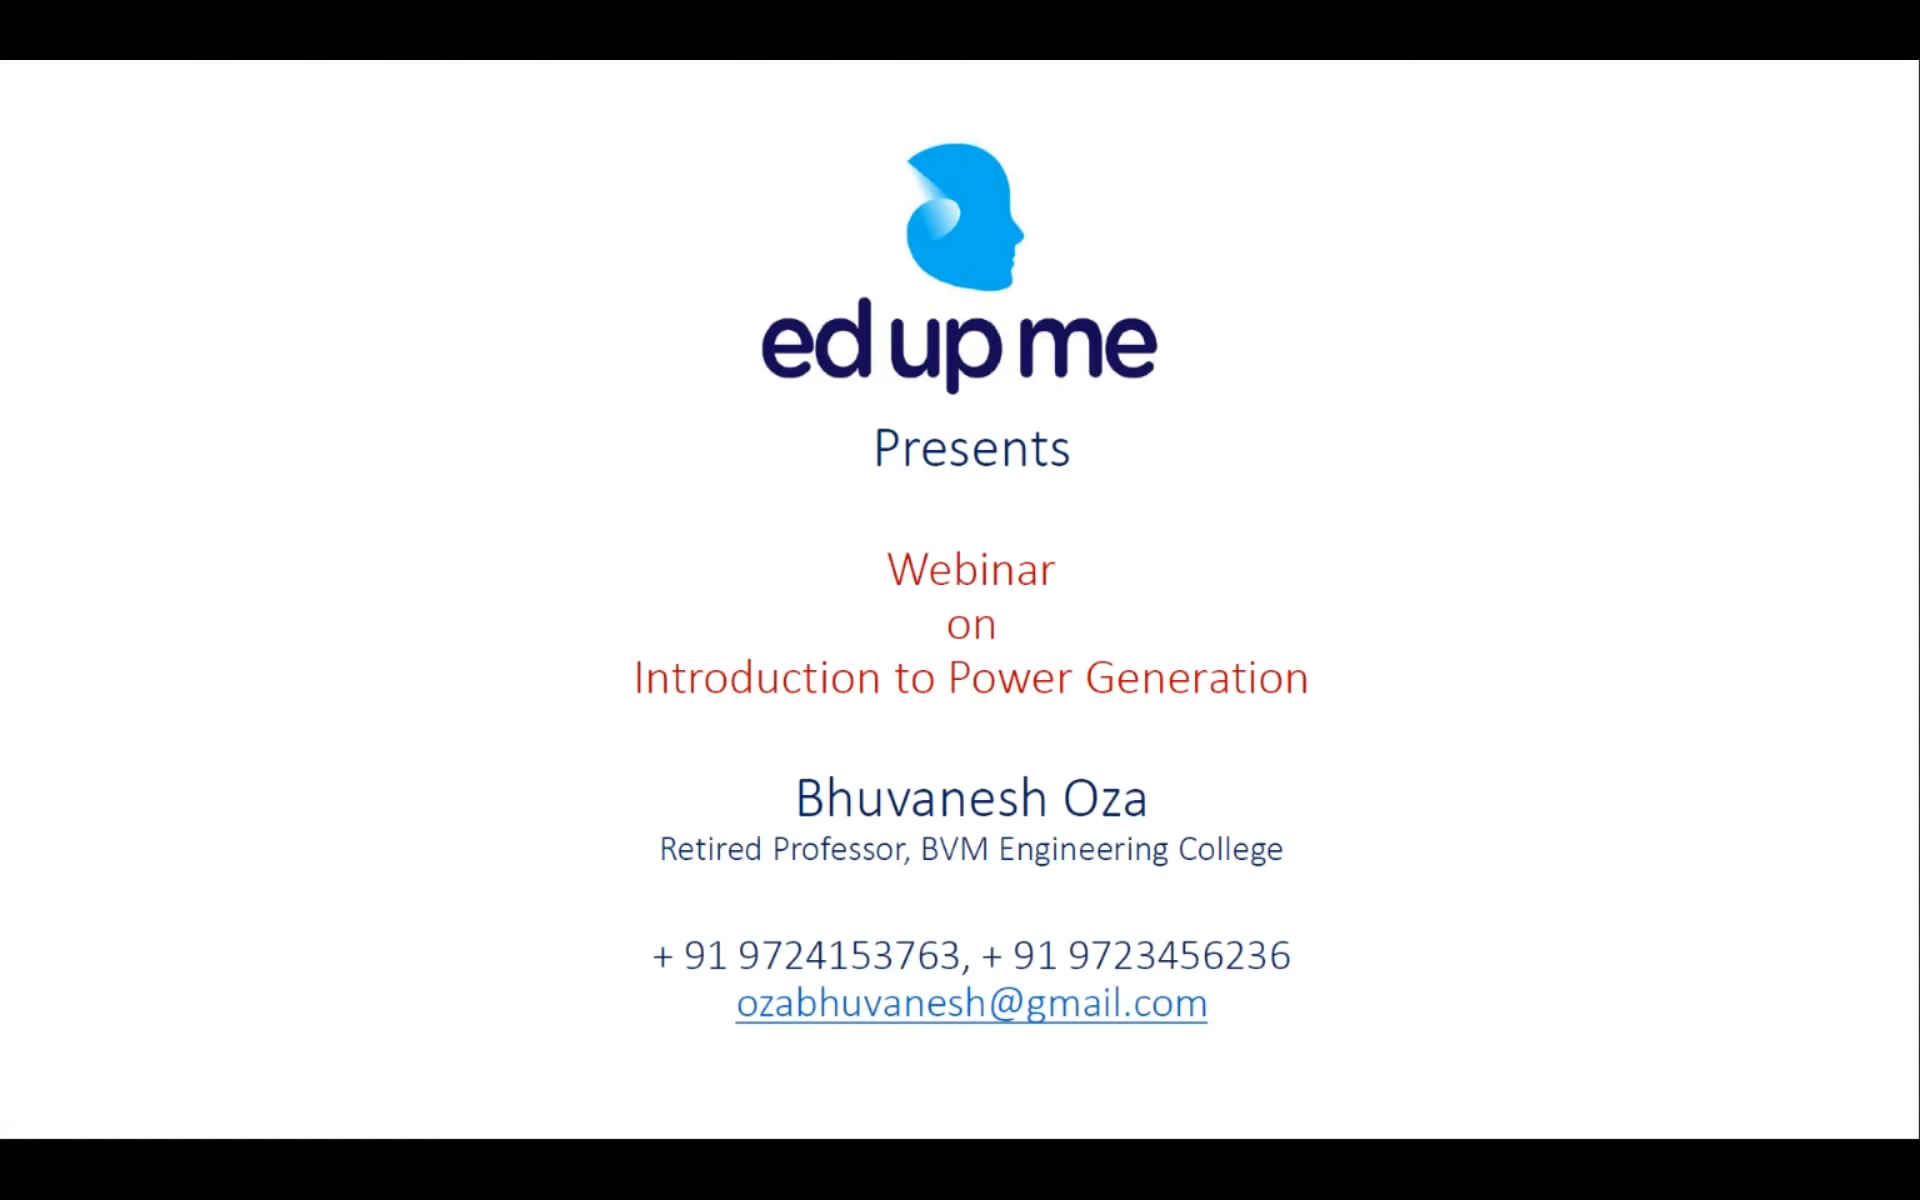 ed up me
Presents
Webinar
on
Introduction to Power Generation
Bhuvanesh Oza
Retired Professor, BVM Engineering College
+ 91 9724153763, + 91 9723456236
ozabhuvanesh@gmail.com